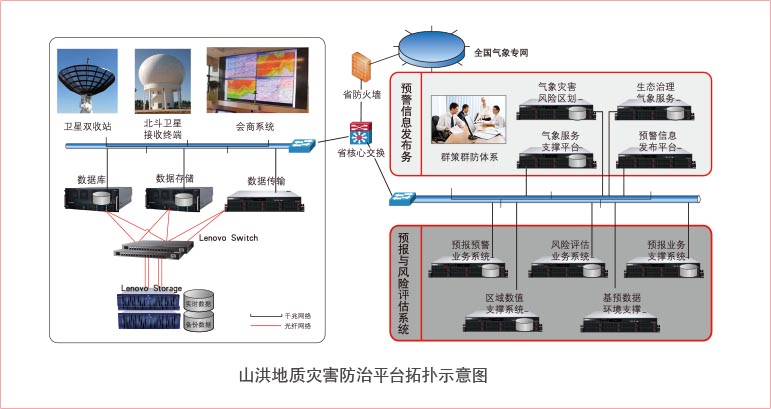 全国气象专网
省防火墙
省核心交换
卫星双收站
北斗卫星
接收终端
会商系统
数据库
数据存储
数据传输
Lenovo Switch
Lenovo Storage
实时数据
备份数据
千兆网络
光纤网络
预警信息发布务
群策群防体系
气象灾害
风险区划
生态治理
气象服务
气象服务
支撑平台
预警信息
发布平台
预报与风险评估系统
预报预警
业务系统
风险评估
业务系统
预报业务
支撑系统
区域数值
支撑系统
基预数据
环境支撑
山洪地质灾害防治平台拓扑示意图